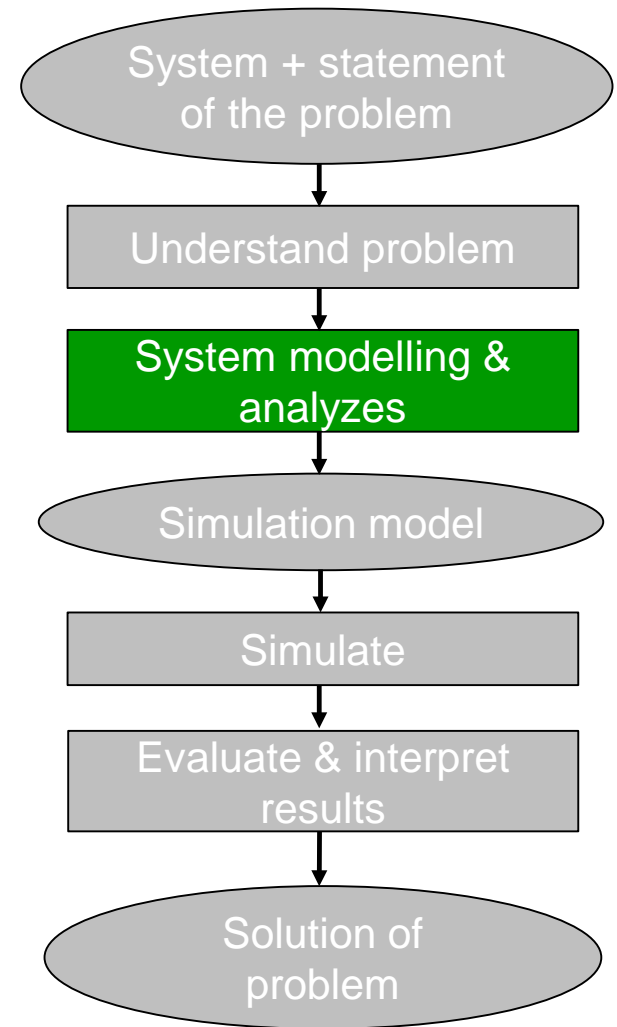 System + statement
of the problem
Understand problem
System modelling &
analyzes
Simulation model
Simulate
Evaluate & interpret
results
Solution of
problem